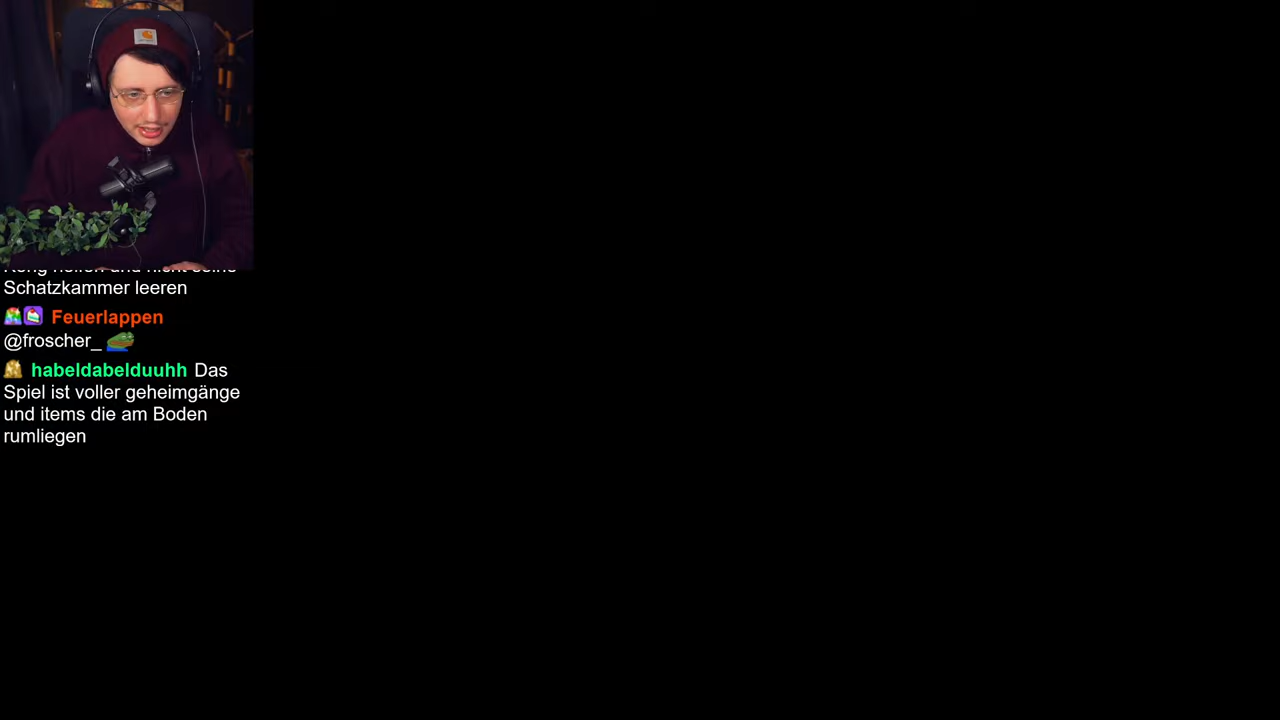 Schatzkammer leeren
Feuerlappen
@froscher_
habeldabelduuhh Das
Spiel ist voller geheimgänge
und items die am Boden
rumliegen